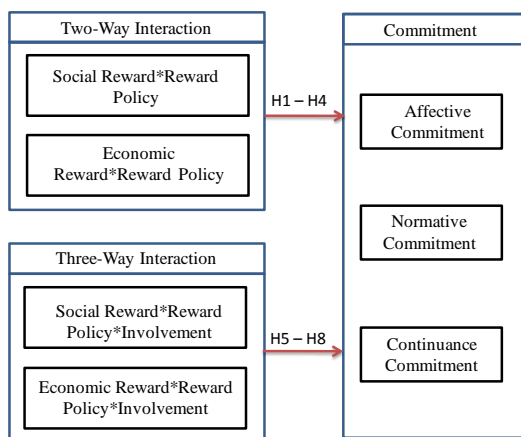 Two-Way Interaction
Social Reward*Reward
Policy
Economic
Reward*Reward Policy
H1 – H4
Three-Way Interaction
Social Reward*Reward
Policy*Involvement
Economic Reward*Reward
Policy*Involvement
H5 – H8
Commitment
Affective
Commitment
Normative
Commitment
Continuance
Commitment